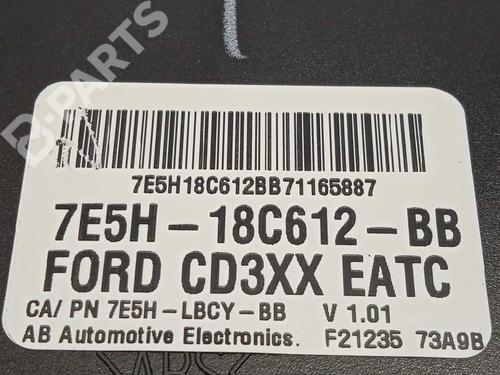 B-PARTS
7E5H18C612BB71165887
7E5H-18C612-BB
FORD CD3XX EATC
CA/ PN 7E5H-LBCY-BB V 1.01
AB Automotive Electronics. F21235 73A9B